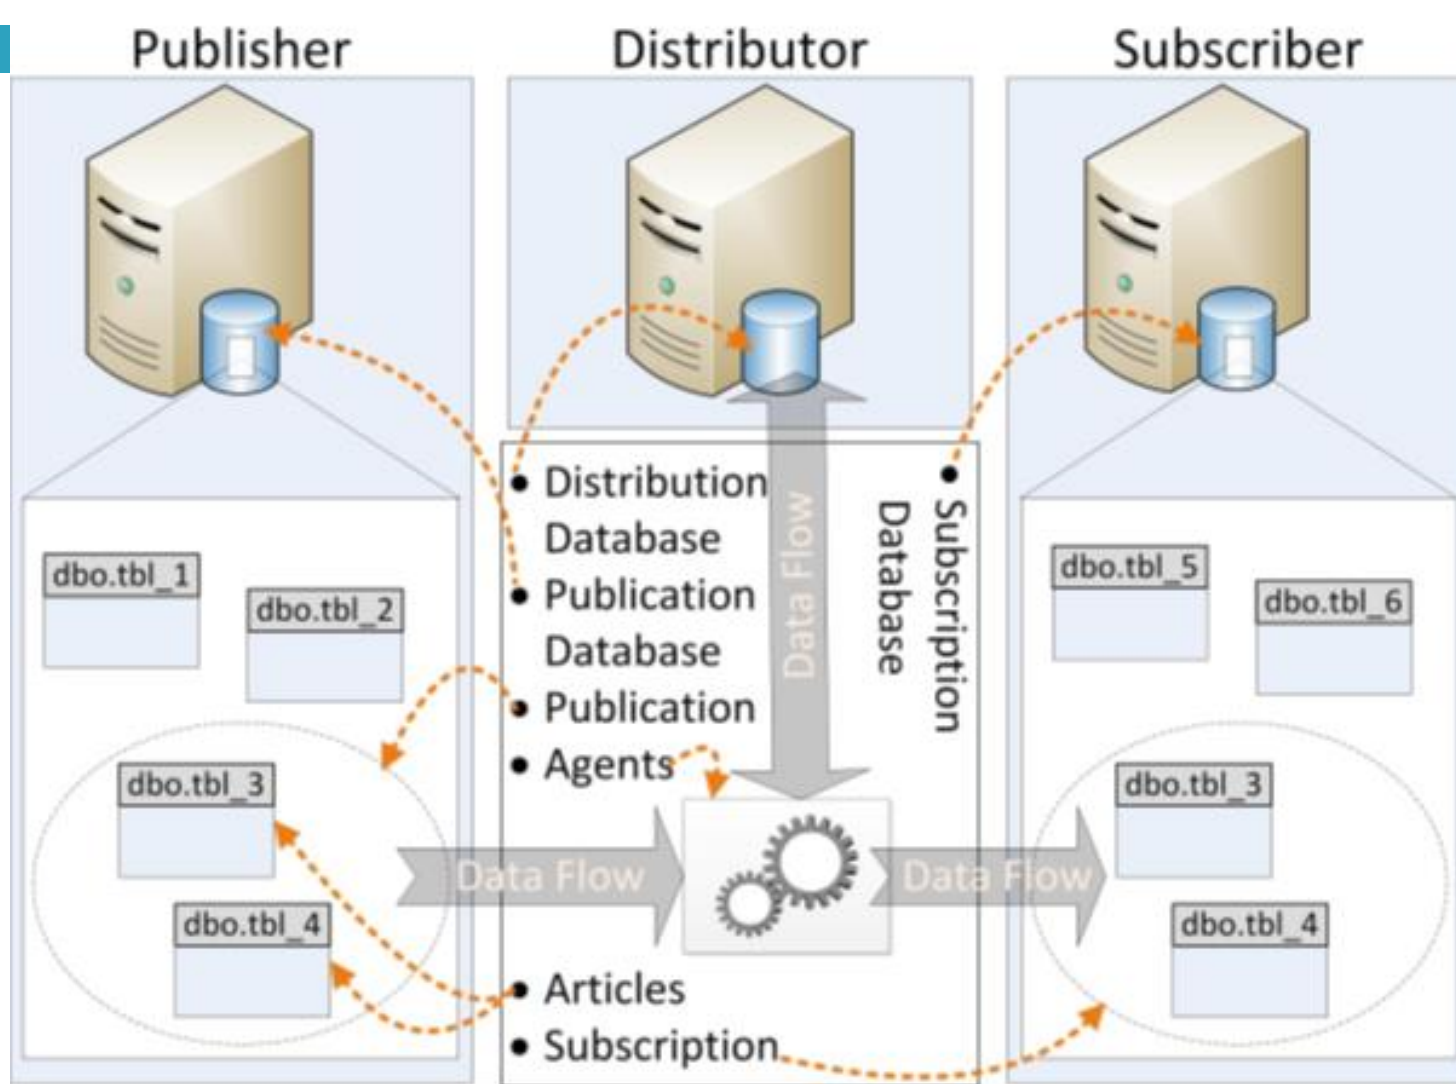 Publisher
Distributor
Subscriber
dbo.tbl_1
dbo.tbl_2
dbo.tbl_3
dbo.tbl_4
• Distribution
Database
• Publication
Database
• Publication
• Agents
Data Flow
• Subscription
Database
Data Flow
Data Flow
• Articles
• Subscription
dbo.tbl_5
dbo.tbl_6
dbo.tbl_3
dbo.tbl_4